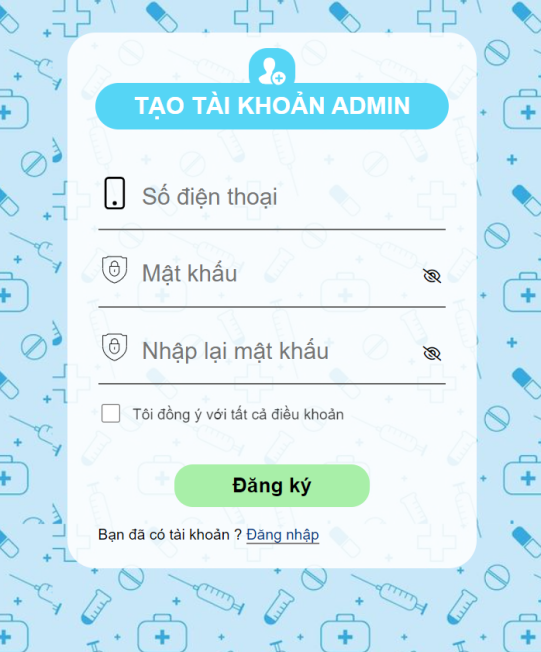 TẠO TÀI KHOẢN ADMIN
Số điện thoại
Mật khẩu
Nhập lại mật khẩu
Tôi đồng ý với tất cả điều khoản
Đăng ký
Bạn đã có tài khoản ? Đăng nhập